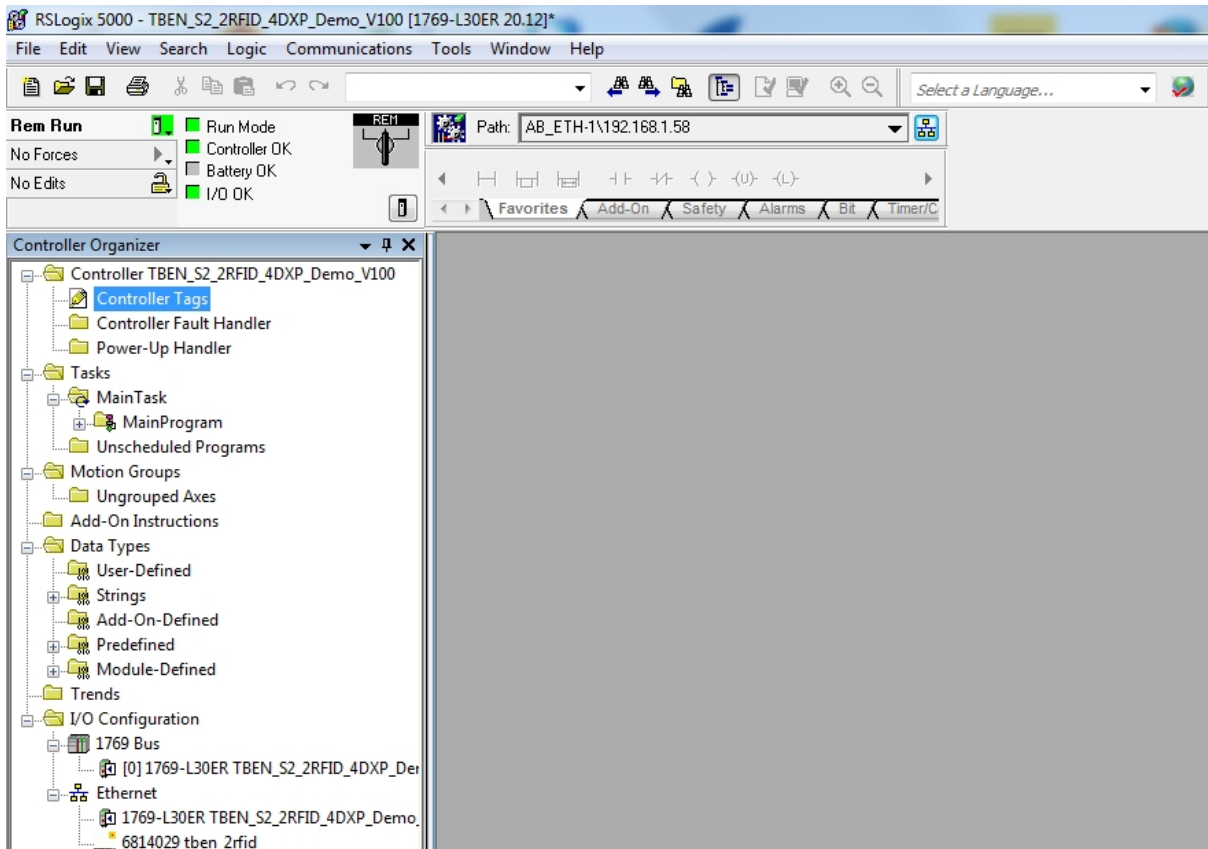 RSLogix 5000 - TBEN_S2_2RFID_4DXP_Demo_V100 [1769-L30ER 20.12]*
File Edit View Search Logic Communications Tools Window Help
Select a Language...
Rem Run
Run Mode
REM
Path: AB_ETH-1\192.168.1.58
No Forces
Controller OK
Battery OK
No Edits
I/O OK
Favorites Add-On Safety Alarms Bit Timer/C
Controller Organizer
Controller TBEN_S2_2RFID_4DXP_Demo_V100
Controller Tags
Controller Fault Handler
Power-Up Handler
Tasks
MainTask
MainProgram
Unscheduled Programs
Motion Groups
Ungrouped Axes
Add-On Instructions
Data Types
User-Defined
Strings
Add-On-Defined
Predefined
Module-Defined
Trends
I/O Configuration
1769 Bus
[0] 1769-L30ER TBEN_S2_2RFID_4DXP_Der
Ethernet
1769-L30ER TBEN_S2_2RFID_4DXP_Demo_
6814029 tben_2rfid